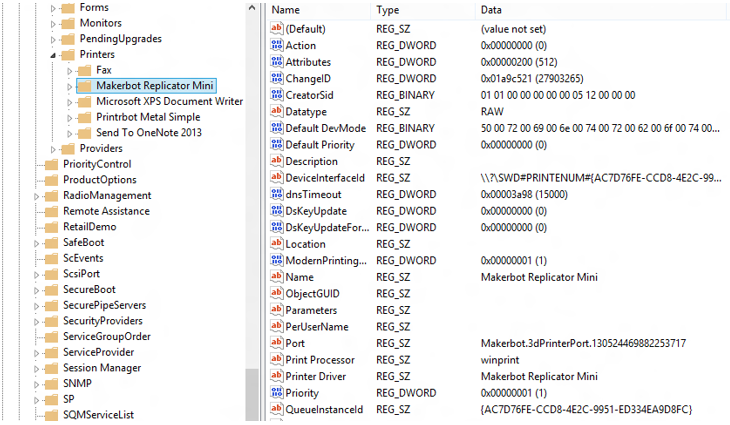 Forms
Monitors
PendingUpgrades
Printers
Fax
Makerbot Replicator Mini
Microsoft XPS Document Writer
Printrbot Metal Simple
Send To OneNote 2013
Providers
PriorityControl
ProductOptions
RadioManagement
Remote Assistance
RetailDemo
SafeBoot
ScEvents
ScsiPort
SecureBoot
SecurePipeServers
SecurityProviders
ServiceGroupOrder
ServiceProvider
Session Manager
SNMP
SP
SQMServiceList
Name Type Data
(Default) REG_SZ (value not set)
Action REG_DWORD 0x00000000 (0)
Attributes REG_DWORD 0x00000200 (512)
ChangeID REG_DWORD 0x01a9c521 (27903265)
CreatorSid REG_BINARY 01 01 00 00 00 00 00 05 12 00 00 00
Datatype REG_SZ RAW
Default DevMode REG_BINARY 50 00 72 00 69 00 6e 00 74 00 72 00 62 00 6f 00 74 00...
Default Priority REG_DWORD 0x00000000 (0)
Description REG_SZ
DeviceInterfaceId REG_SZ \\?\SWD#PRINTENUM#{AC7D76FE-CCD8-4E2C-99...
dnsTimeout REG_DWORD 0x00003a98 (15000)
DsKeyUpdate REG_DWORD 0x00000000 (0)
DsKeyUpdateFor... REG_DWORD 0x00000000 (0)
Location REG_SZ
ModernPrinting... REG_DWORD 0x00000001 (1)
Name REG_SZ Makerbot Replicator Mini
ObjectGUID REG_SZ
Parameters REG_SZ
PerUserName REG_SZ
Port REG_SZ Makerbot.3dPrinterPort.130524469882253717
Print Processor REG_SZ winprint
Printer Driver REG_SZ Makerbot Replicator Mini
Priority REG_DWORD 0x00000001 (1)
QueueInstanceId REG_SZ {AC7D76FE-CCD8-4E2C-9951-ED334EA9D8FC}